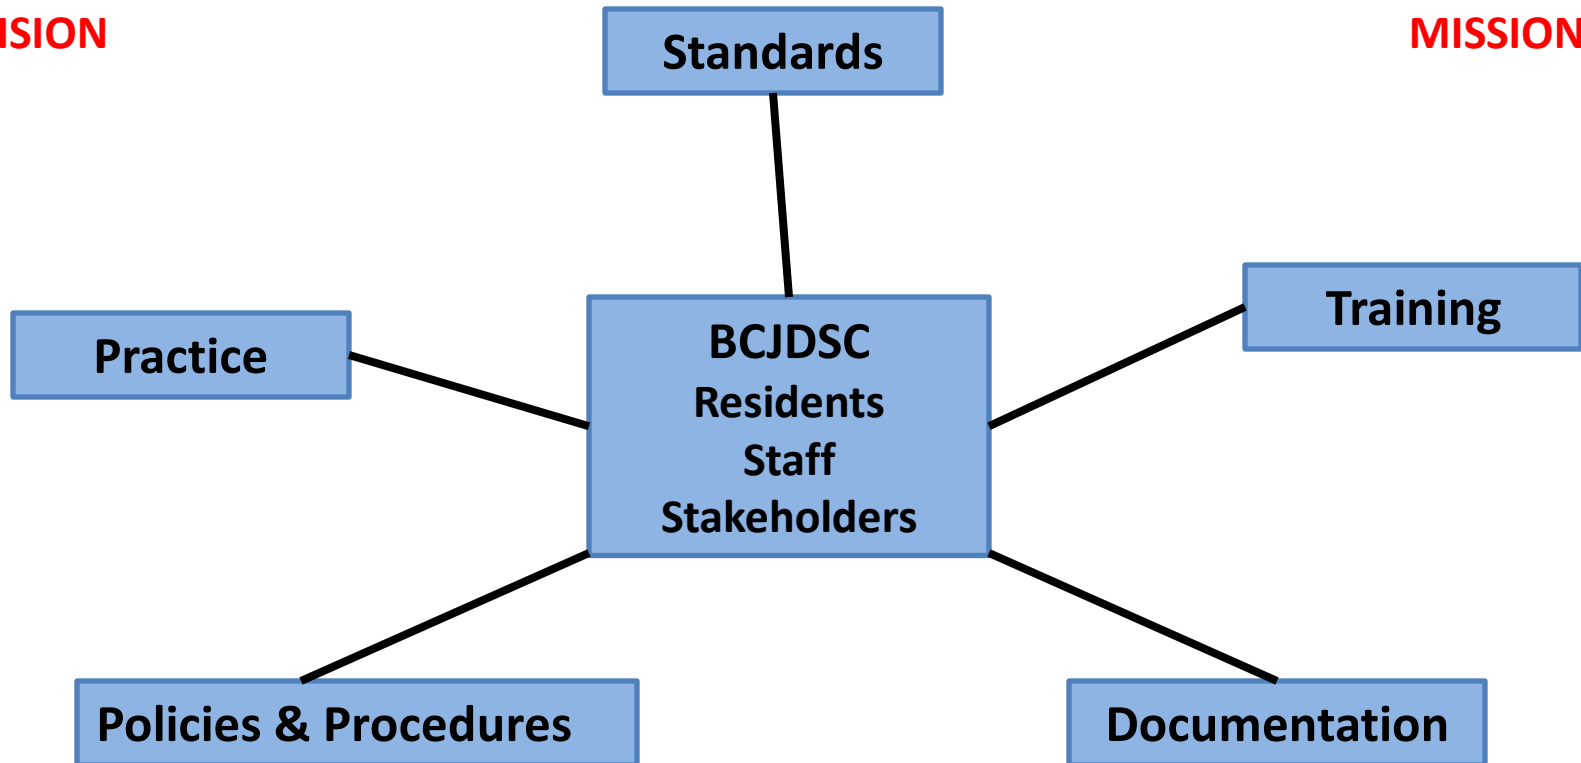 ISION
MISSION
Standards
Training
Practice
BCJDSC
Residents
Staff
Stakeholders
Policies & Procedures
Documentation